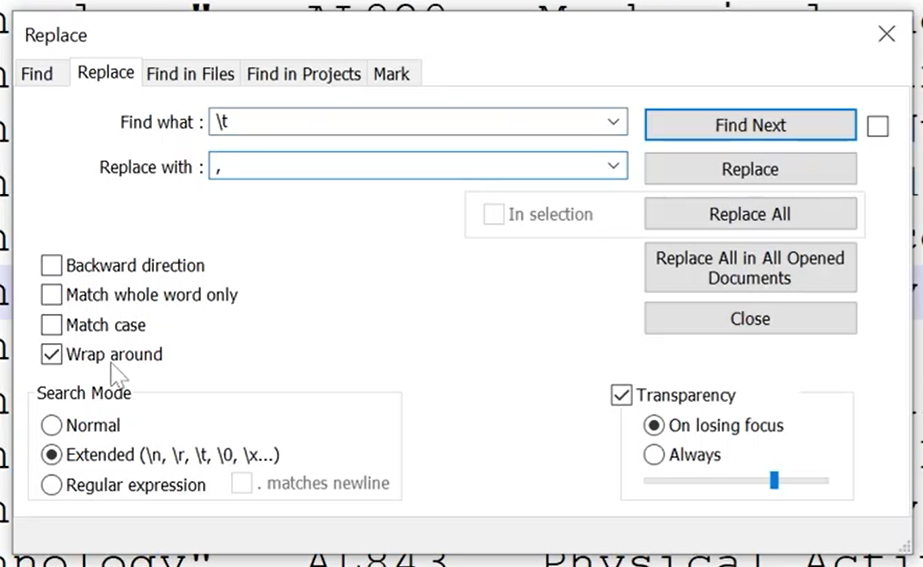 Replace
Find Replace Find in Files Find in Projects Mark
Find what : \t Find Next
Replace with : , Replace
In selection Replace All
Replace All in All Opened Documents
Close
Backward direction
Match whole word only
Match case
Wrap around
Search Mode
Normal
Extended (\n, \r, \t, \0, \x...)
Regular expression . matches newline
Transparency
On losing focus
Always
AL843 Physical Acti